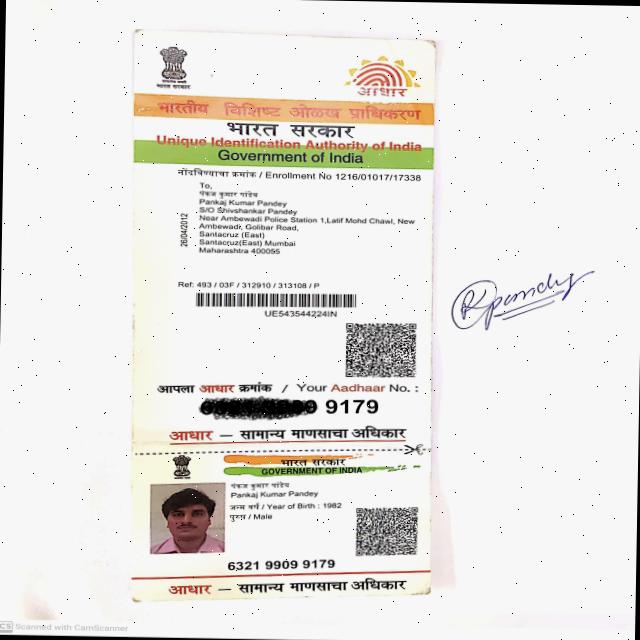 भारत सरकार
आधार
भारतीय विशिष्ट ओळख प्राधिकरण
भारत सरकार
Unique Identification Authority of India
Government of India
नोंदविण्याचा क्रमांक / Enrollment No 1216/01017/17338
To,
पंकज कुमार पांडेय
Pankaj Kumar Pandey
S/O Shivshankar Pandey
Near Ambewadi Police Station 1,Latif Mohd Chawl, New
Ambewadi, Golibar Road,
Santacruz (East)
Santacruz(East) Mumbai
Maharashtra 400055
26/04/2012
Ref: 493 / 03F / 312910 / 313108 / P
UE543544224IN
आपला आधार क्रमांक / Your Aadhaar No. :
9179
आधार — सामान्य माणसाचा अधिकार
भारत सरकार
GOVERNMENT OF INDIA
पंकज कुमार पांडेय
Pankaj Kumar Pandey
जन्म वर्ष / Year of Birth : 1982
पुरुष / Male
6321 9909 9179
आधार — सामान्य माणसाचा अधिकार
CS Scanned with CamScanner